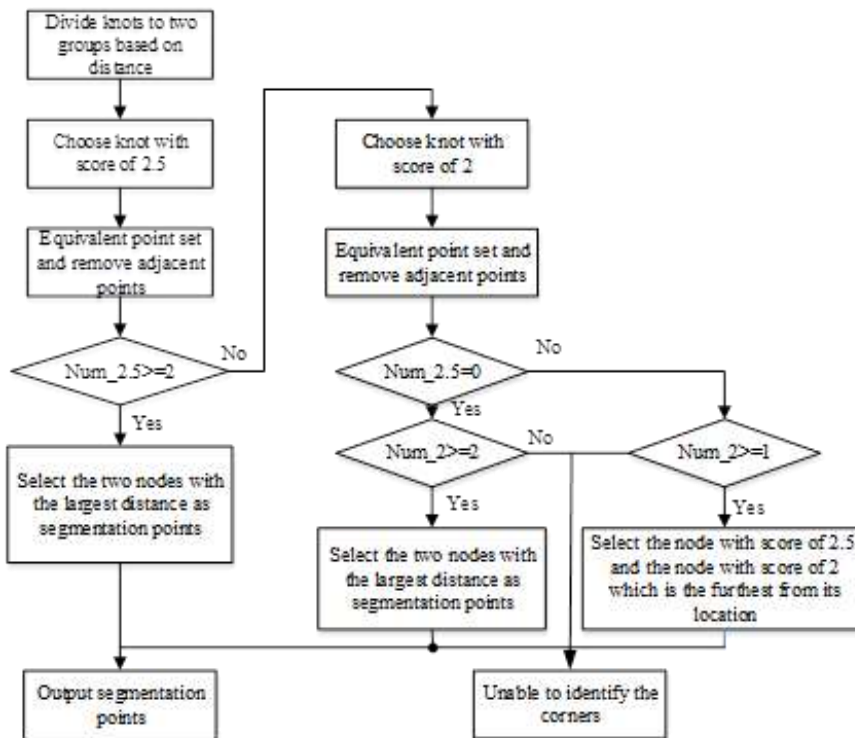 Divide knots to two
groups based on
distance
Choose knot with
score of 2.5
Equivalent point set
and remove adjacent
points
Num_2.5>=2
No
Yes
Select the two nodes with
the largest distance as
segmentation points
Output segmentation
points
Choose knot with
score of 2
Equivalent point set and
remove adjacent points
Num_2.5=0
No
Yes
Num_2>=2
No
Num_2>=1
Yes
Yes
Select the two nodes with
the largest distance as
segmentation points
Select the node with score of 2.5
and the node with score of 2
which is the furthest from its
location
Unable to identify the
corners